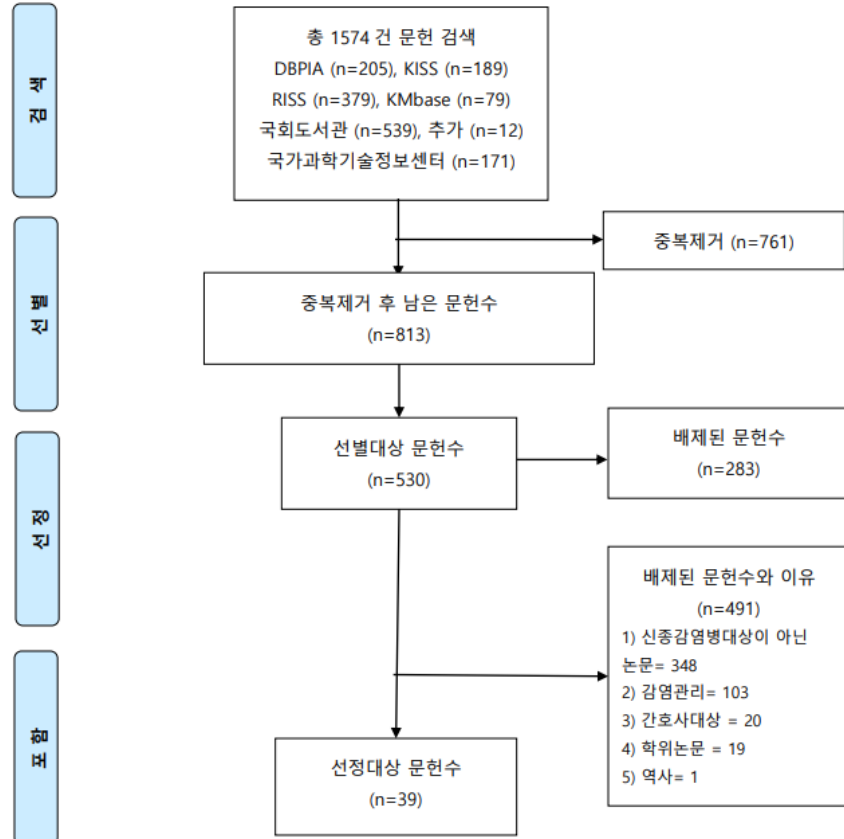 검 색
총 1574 건 문헌 검색
DBPIA (n=205), KISS (n=189)
RISS (n=379), KMbase (n=79)
국회도서관 (n=539), 추가 (n=12)
국가과학기술정보센터 (n=171)
중복제거 (n=761)
선 별
중복제거 후 남은 문헌수
(n=813)
선별대상 문헌수
(n=530)
배제된 문헌수
(n=283)
선 정
배제된 문헌수와 이유
(n=491)
1) 신종감염병대상이 아닌
논문= 348
2) 감염관리= 103
3) 간호사대상 = 20
4) 학위논문 = 19
5) 역사= 1
포 함
선정대상 문헌수
(n=39)